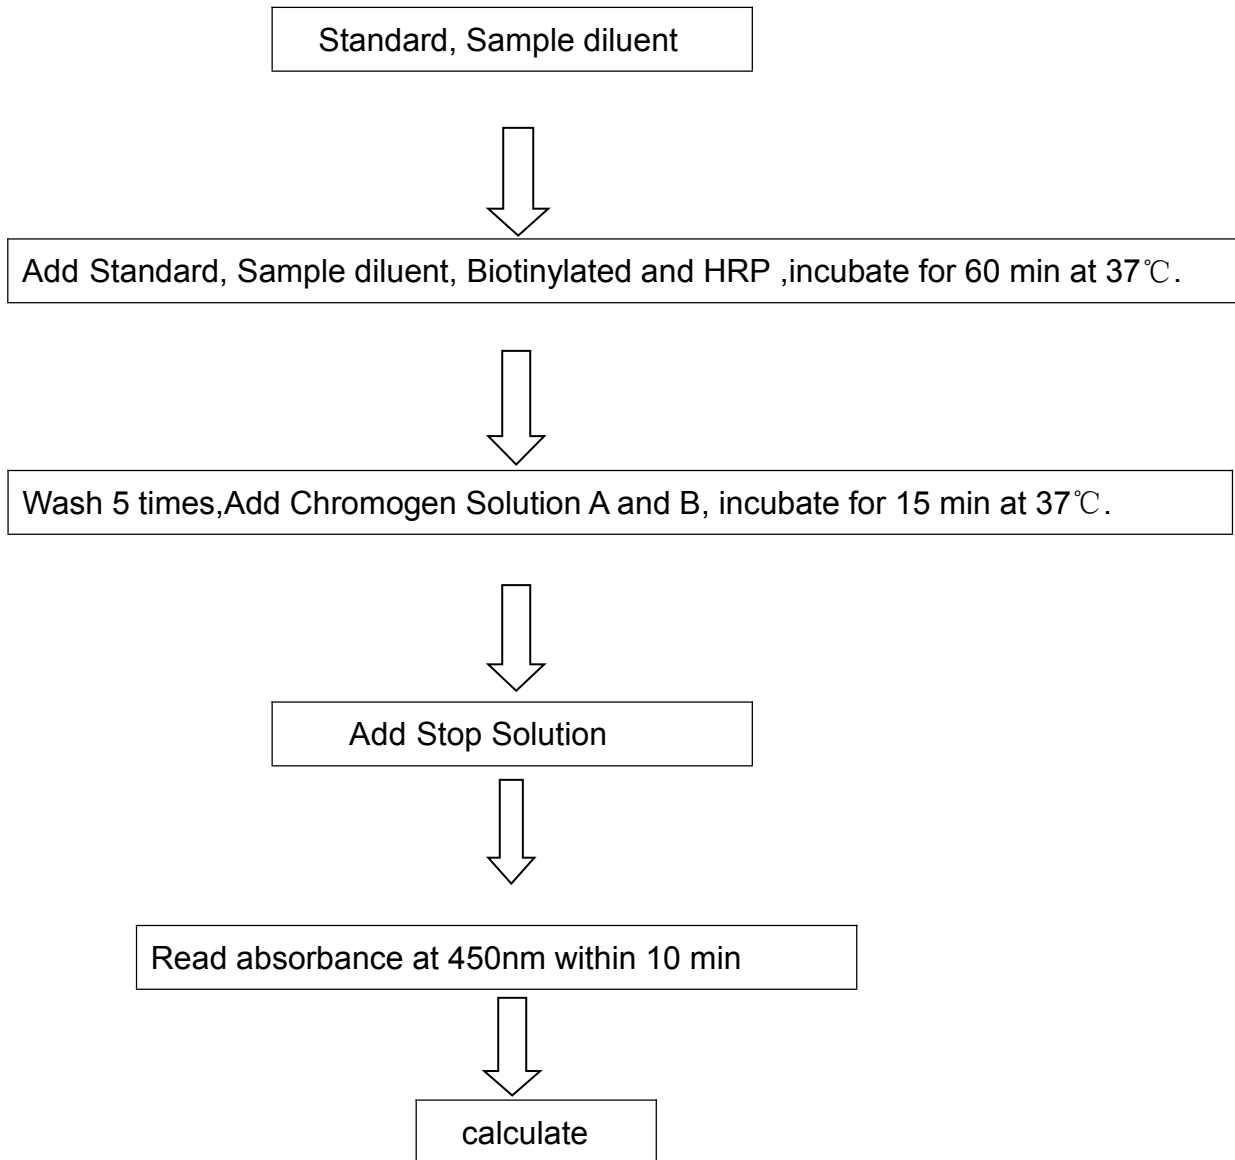 Standard, Sample diluent
Add Standard, Sample diluent, Biotinylated and HRP ,incubate for 60 min at 37℃.
Wash 5 times,Add Chromogen Solution A and B, incubate for 15 min at 37℃.
Add Stop Solution
Read absorbance at 450nm within 10 min
calculate